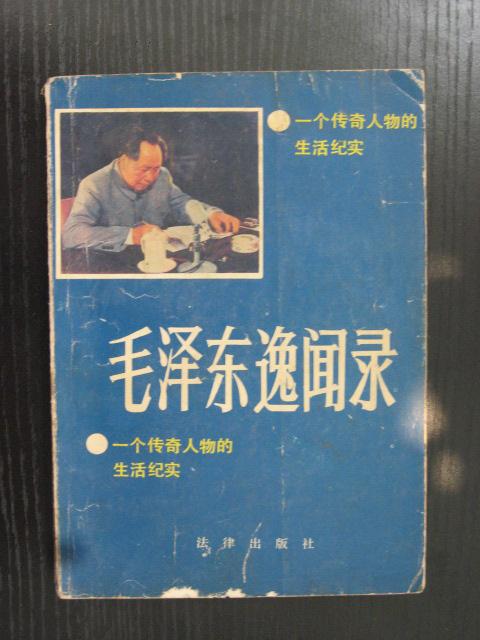 一个传奇人物的
生活纪实
毛泽东逸闻录
一个传奇人物的
生活纪实
法律出版社